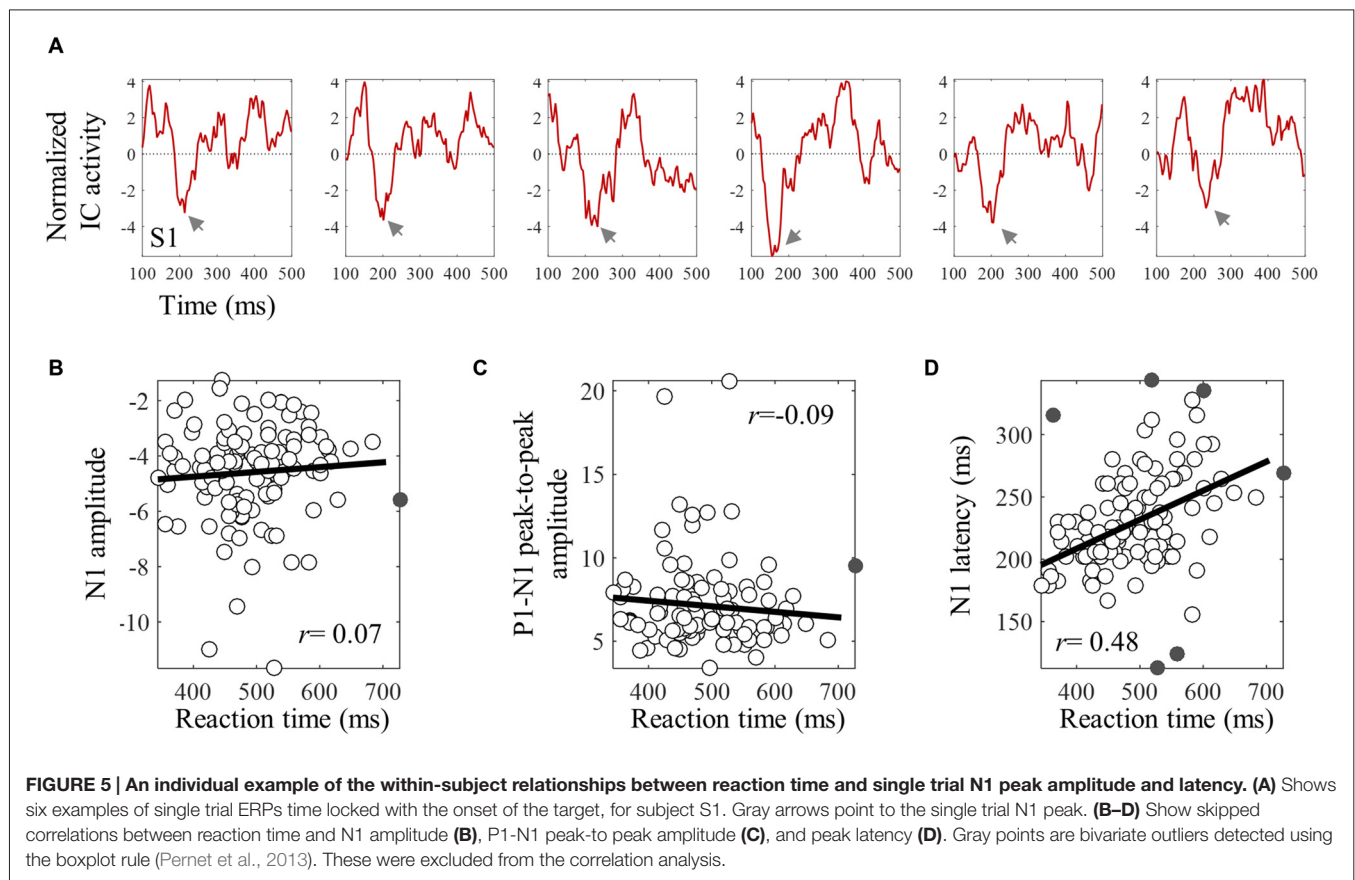 A
Normalized
IC activity
4
2
0
-2
-4
S1
100 200 300 400 500
4
2
0
-2
-4
100 200 300 400 500
4
2
0
-2
-4
100 200 300 400 500
4
2
0
-2
-4
100 200 300 400 500
4
2
0
-2
-4
100 200 300 400 500
4
2
0
-2
-4
100 200 300 400 500
Time (ms)
B
N1 amplitude
-2
-4
-6
-8
-10
r= 0.07
400 500 600 700
Reaction time (ms)
C
P1-N1 peak-to-peak
amplitude
20
15
10
5
r=-0.09
400 500 600 700
Reaction time (ms)
D
N1 latency (ms)
300
250
200
150
r= 0.48
400 500 600 700
Reaction time (ms)
FIGURE 5 | An individual example of the within-subject relationships between reaction time and single trial N1 peak amplitude and latency. (A) Shows
six examples of single trial ERPs time locked with the onset of the target, for subject S1. Gray arrows point to the single trial N1 peak. (B–D) Show skipped
correlations between reaction time and N1 amplitude (B), P1-N1 peak-to peak amplitude (C), and peak latency (D). Gray points are bivariate outliers detected using
the boxplot rule (Pernet et al., 2013). These were excluded from the correlation analysis.